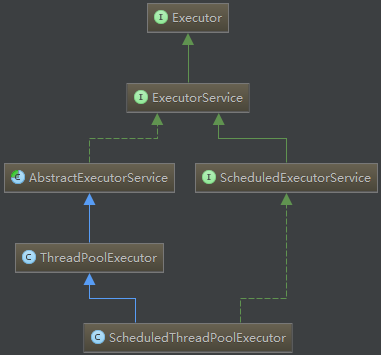 I Executor
I ExecutorService
C AbstractExecutorService
I ScheduledExecutorService
C ThreadPoolExecutor
C ScheduledThreadPoolExecutor